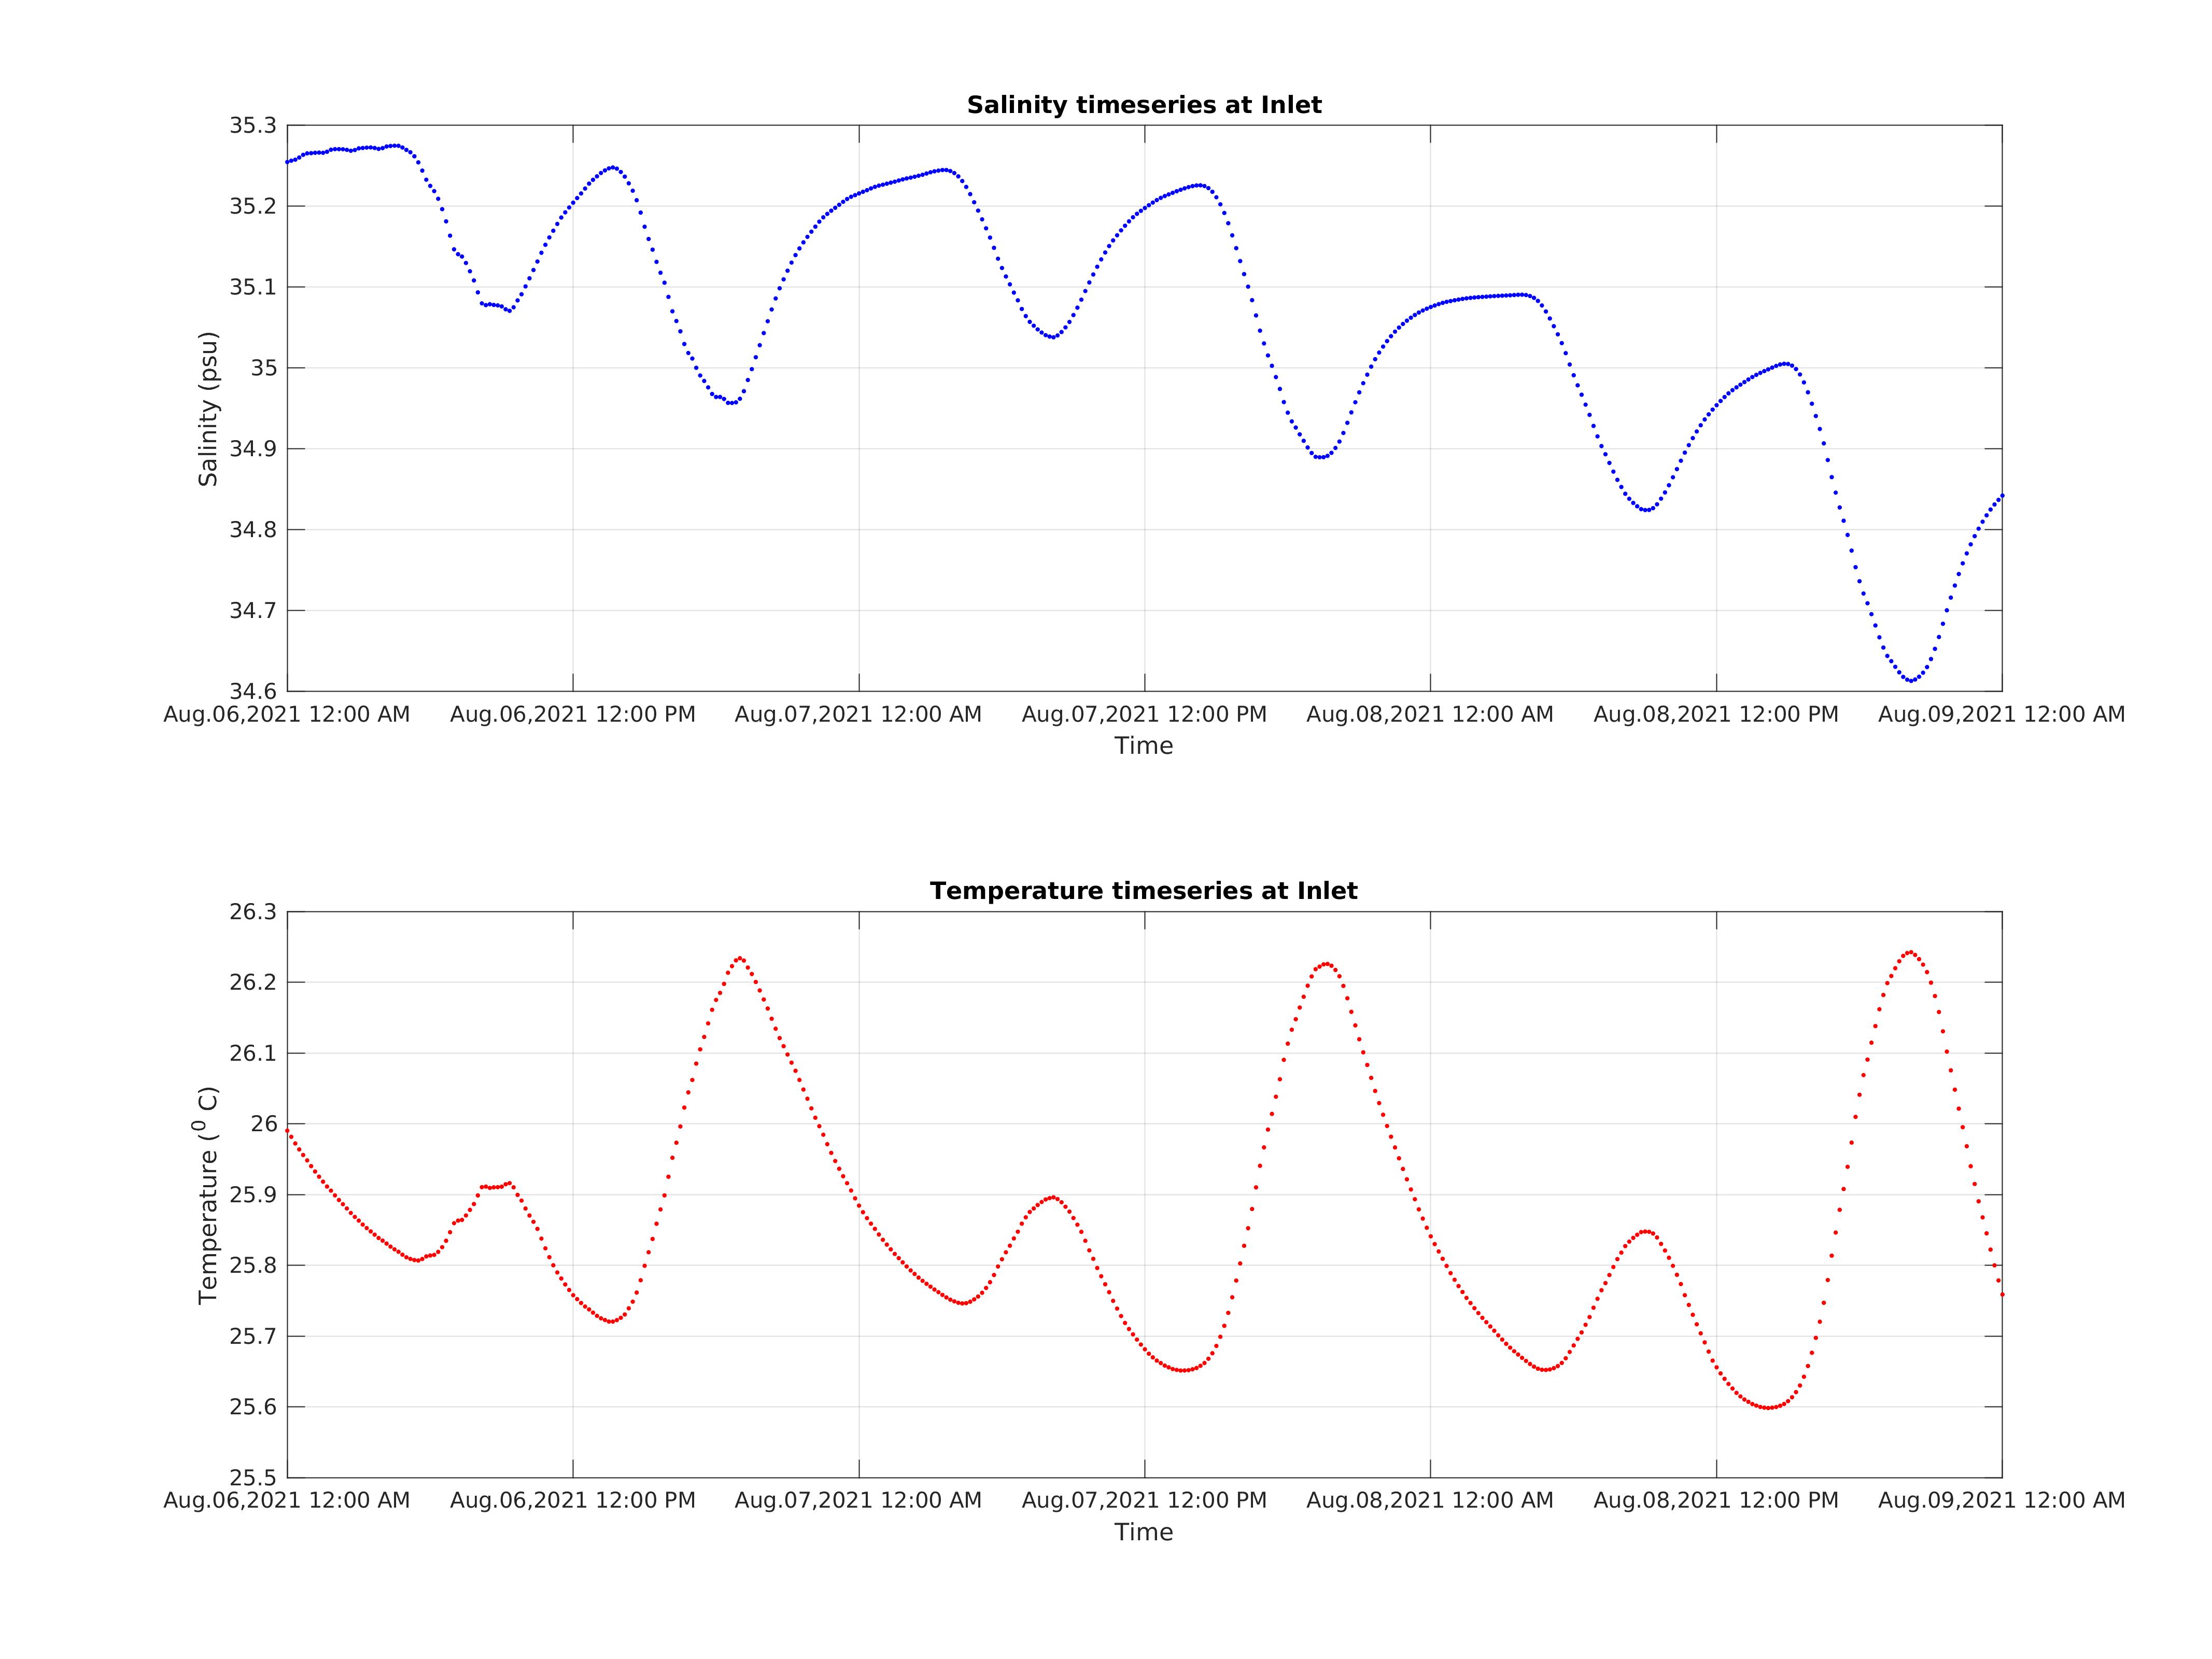 Salinity timeseries at Inlet
35.3
35.2
35.1
35
34.9
34.8
34.7
34.6
Salinity (psu)
Aug.06,2021 12:00 AM Aug.06,2021 12:00 PM Aug.07,2021 12:00 AM Aug.07,2021 12:00 PM Aug.08,2021 12:00 AM Aug.08,2021 12:00 PM Aug.09,2021 12:00 AM
Time
Temperature timeseries at Inlet
26.3
26.2
26.1
26
25.9
25.8
25.7
25.6
25.5
Temperature (⁰ C)
Aug.06,2021 12:00 AM Aug.06,2021 12:00 PM Aug.07,2021 12:00 AM Aug.07,2021 12:00 PM Aug.08,2021 12:00 AM Aug.08,2021 12:00 PM Aug.09,2021 12:00 AM
Time